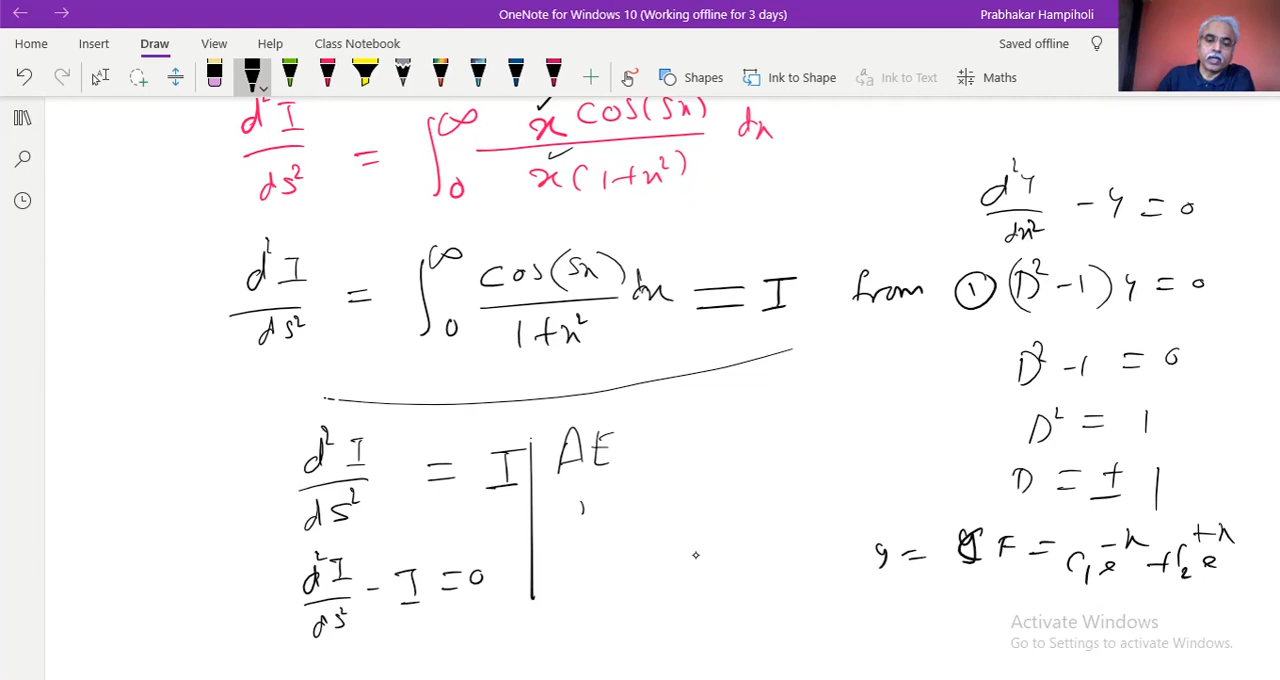 OneNote for Windows 10 (Working offline for 3 days)
Prabhakar Hampiholi
Home Insert Draw View Help Class Notebook
Saved offline
Shapes Ink to Shape Ink to Text Maths
d²I/ds² = ∫₀^∞ x cos(sx) / x(1+x²) dx
d²I/ds² = ∫₀^∞ cos(sx) / 1+x² dx = I from ①
d²I/ds² = I
d²I/ds² - I = 0
AE
d²y/dx² - y = 0
(D² - 1) y = 0
D² - 1 = 0
D² = 1
D = ± 1
y = C F = C₁e^-x + C₂e^+x
Activate Windows
Go to Settings to activate Windows.